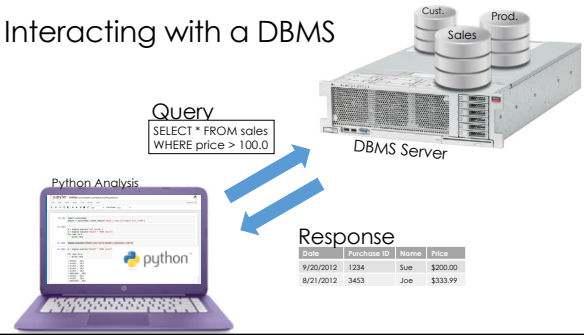 Interacting with a DBMS
Cust.
Prod.
Sales
DBMS Server
Query
SELECT * FROM sales
WHERE price > 100.0
Python Analysis
python
Response
Date Purchase ID Name Price
9/20/2012 1234 Sue $200.00
8/21/2012 3453 Joe $333.99